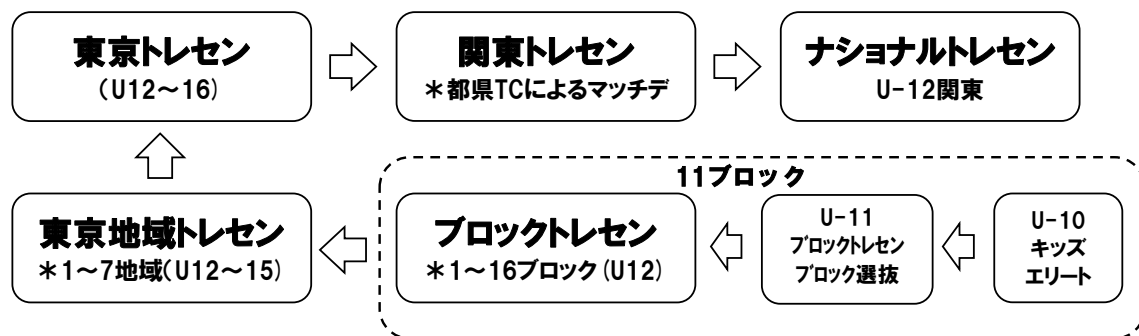 東京トレセン
(U12～16)
関東トレセン
＊都県TCによるマッチデ
ナショナルトレセン
U-12関東
11ブロック
東京地域トレセン
＊1～7地域(U12～15)
ブロックトレセン
＊1～16ブロック(U12)
U-11
ブロックトレセン
ブロック選抜
U-10
キッズ
エリート